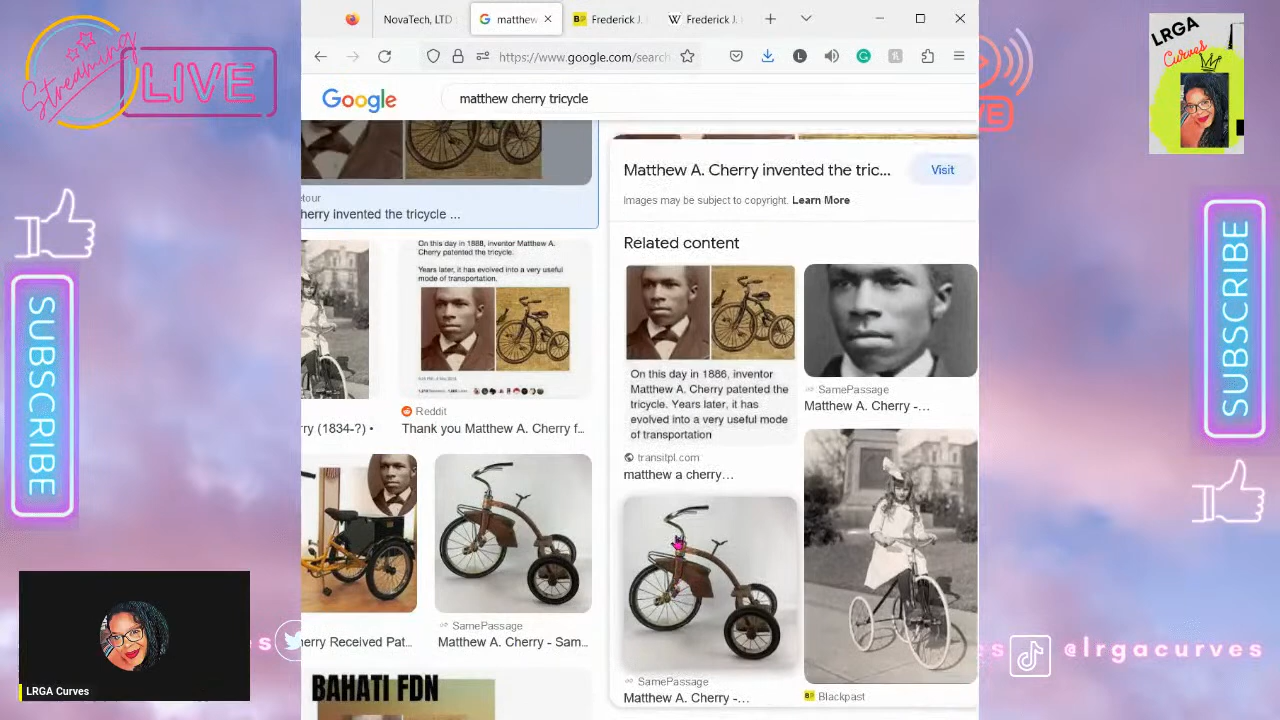 Streaming
LIVE
SUBSCRIBE
LRGA Curves
NovaTech, LTD
matthew
Frederick J.
Frederick J.
https://www.google.com/search
Google
matthew cherry tricycle
etour
herry invented the tricycle ...
On this day in 1888, inventor Matthew A.
Cherry patented the tricycle.
Years later, it has evolved into a very useful
mode of transportation.
Reddit
rry (1834-?) •
Thank you Matthew A. Cherry f...
SamePassage
erry Received Pat...
Matthew A. Cherry - Sam...
BAHATI FDN
Matthew A. Cherry invented the tric...
Visit
Images may be subject to copyright. Learn More
Related content
On this day in 1886, inventor
Matthew A. Cherry patented the
tricycle. Years later, it has
evolved into a very useful mode
of transportation
transitpl.com
matthew a cherry...
SamePassage
Matthew A. Cherry -...
SamePassage
Matthew A. Cherry -...
Blackpast
VE
LRGA
Curves
SUBSCRIBE
es
@lrgacurves